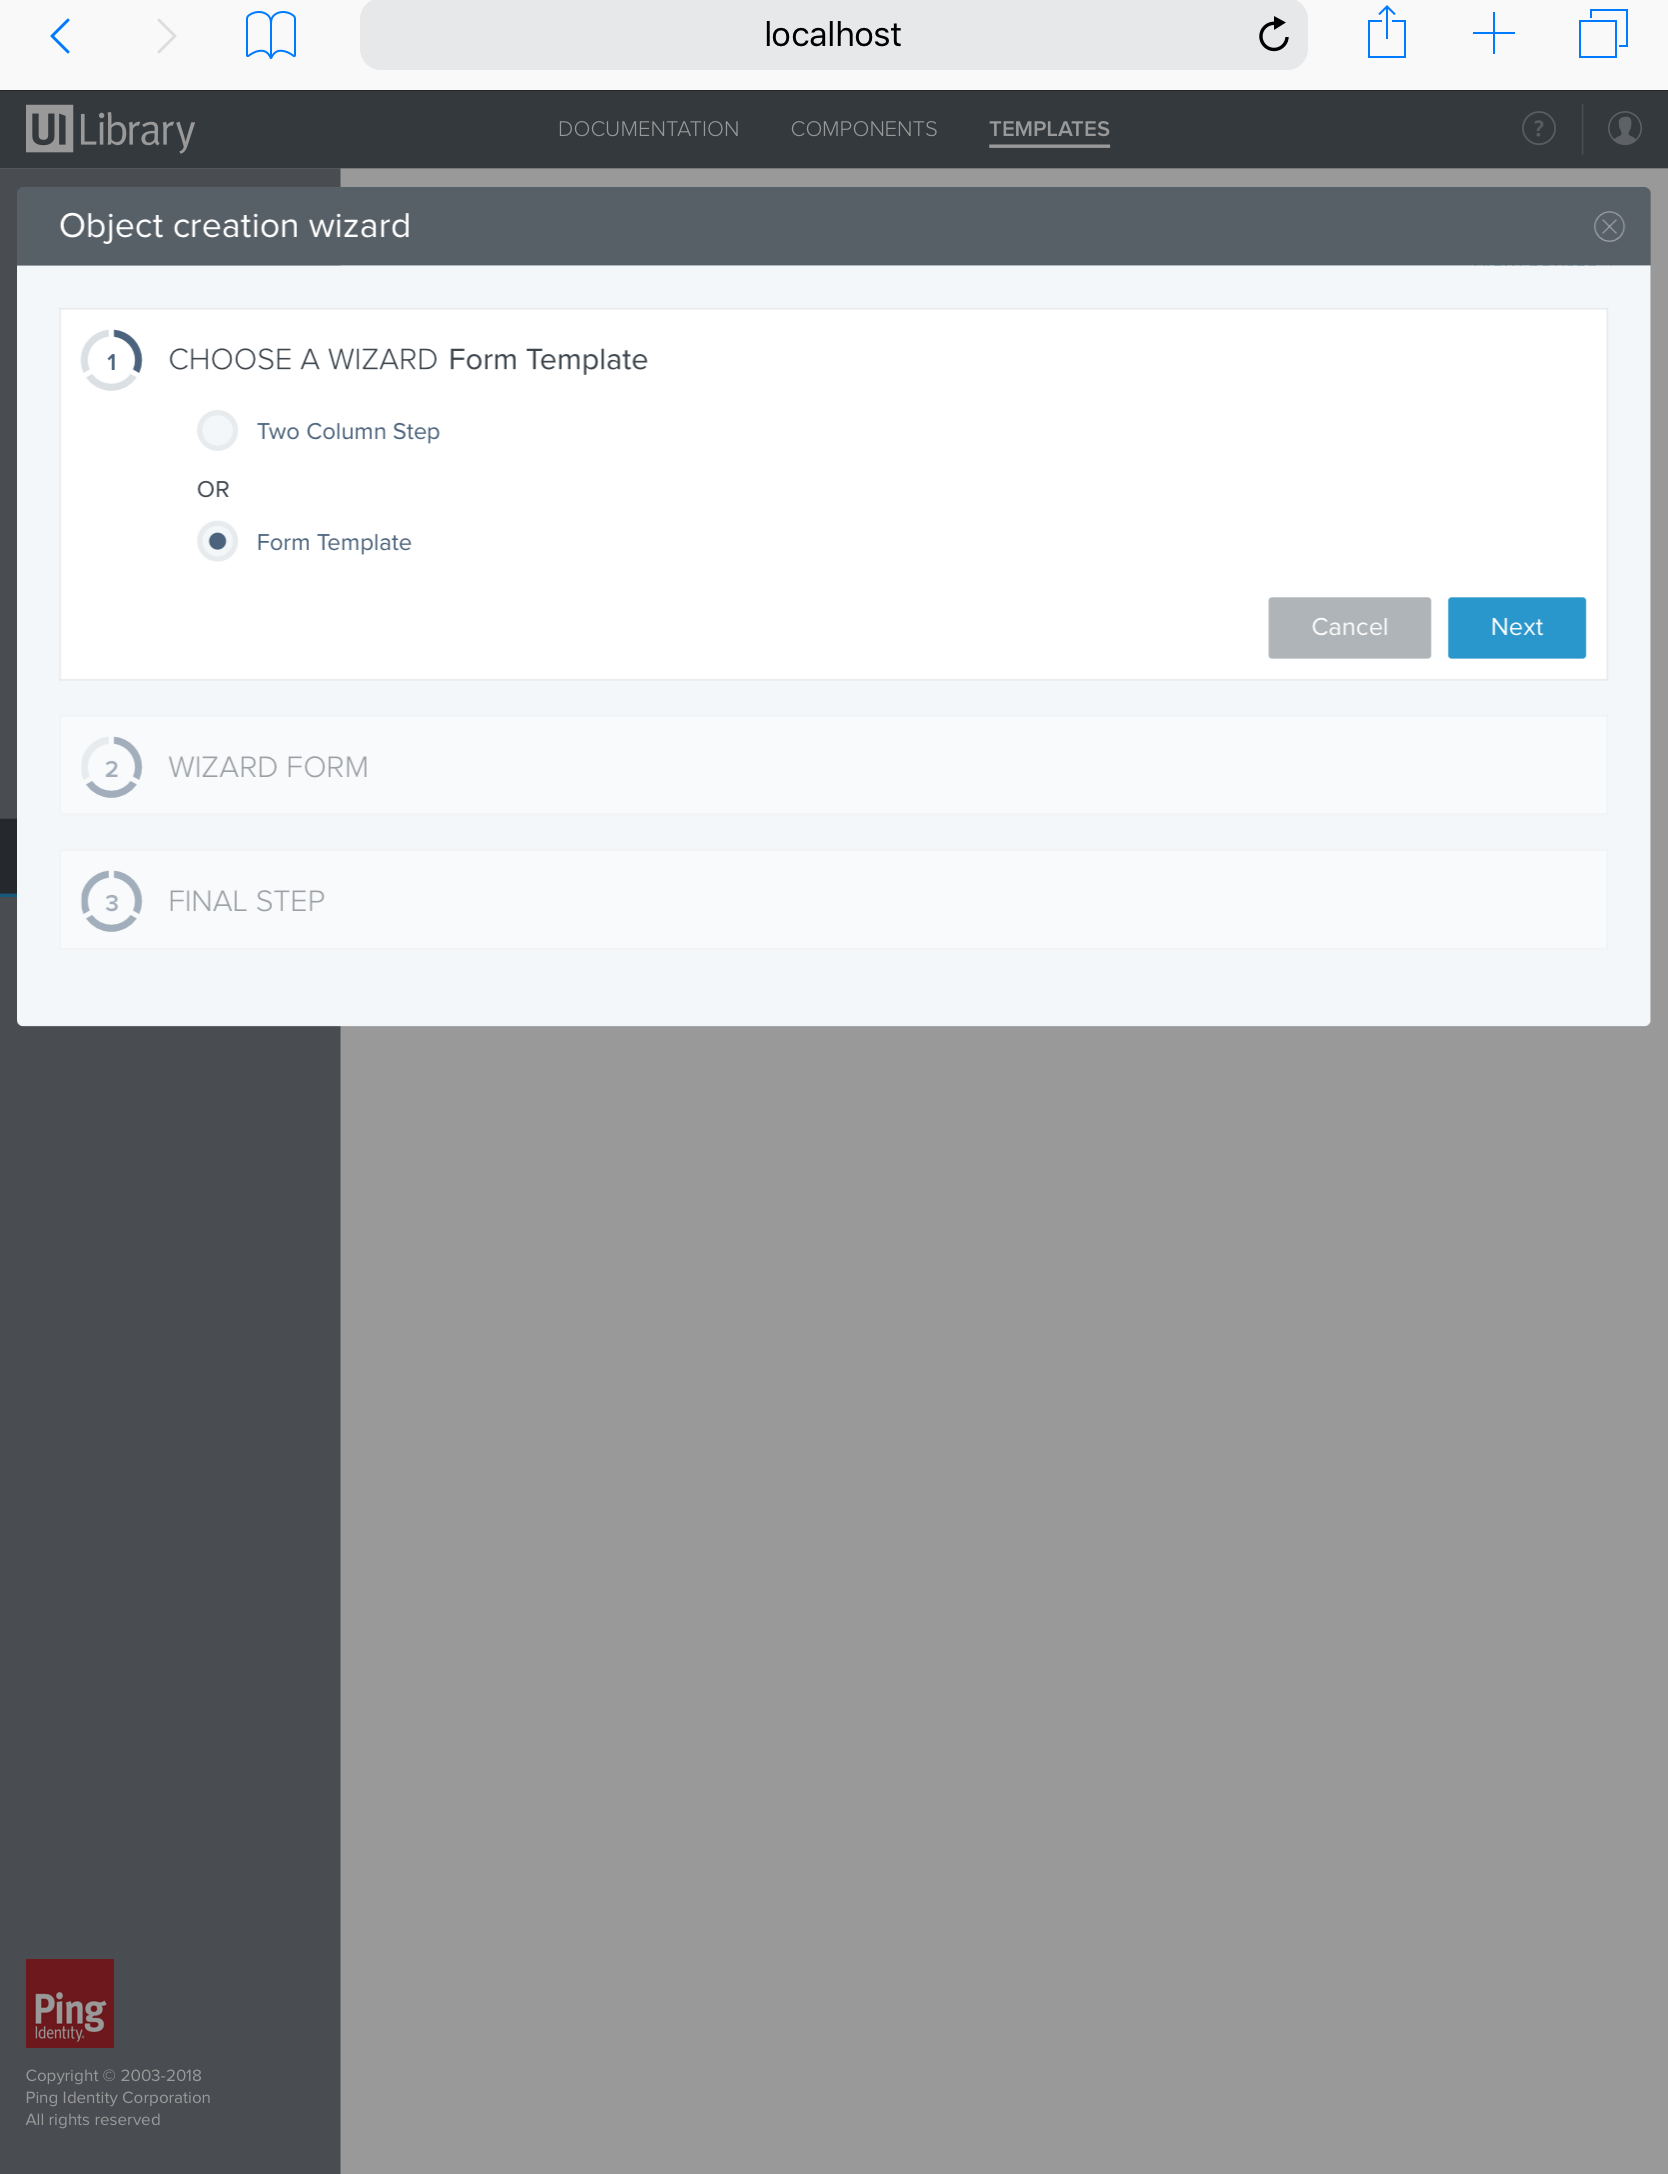 localhost
UI Library
DOCUMENTATION
COMPONENTS
TEMPLATES
?
Object creation wizard
1
CHOOSE A WIZARD Form Template
Two Column Step
OR
Form Template
Cancel
Next
2
WIZARD FORM
3
FINAL STEP
Ping
Identity.
Copyright © 2003-2018
Ping Identity Corporation
All rights reserved